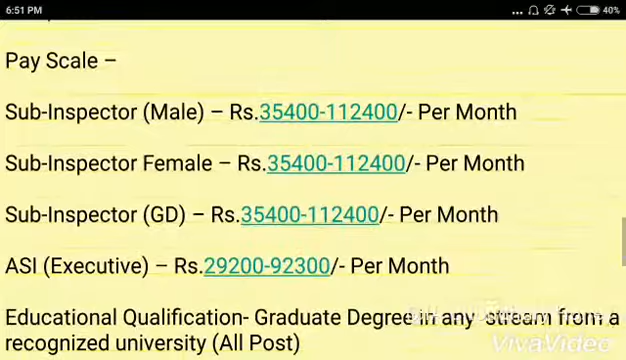 6:51 PM
40%
Pay Scale –
Sub-Inspector (Male) – Rs.35400-112400/- Per Month
Sub-Inspector Female – Rs.35400-112400/- Per Month
Sub-Inspector (GD) – Rs.35400-112400/- Per Month
ASI (Executive) – Rs.29200-92300/- Per Month
Educational Qualification- Graduate Degree in any stream from a
recognized university (All Post)
VivaVideo